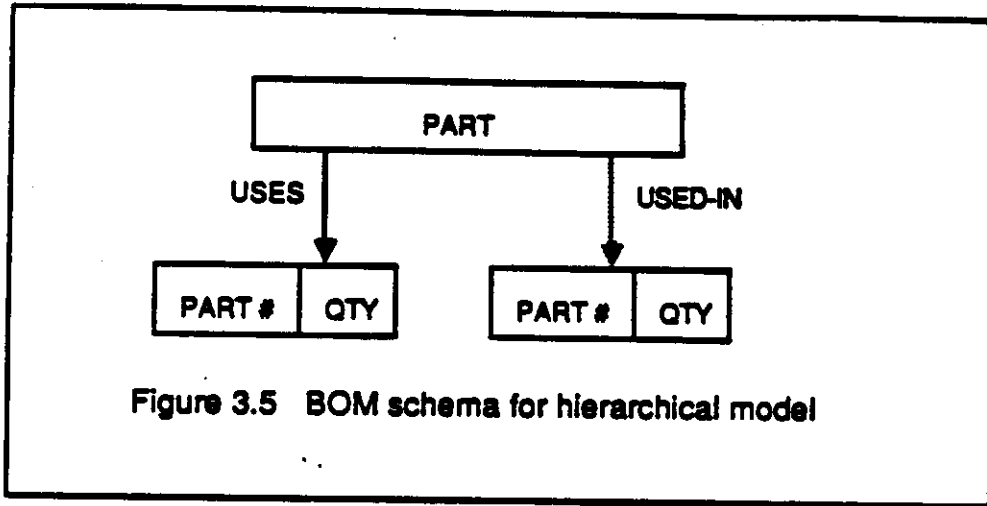 PART
USES USED-IN
PART # QTY PART # QTY
Figure 3.5 BOM schema for hierarchical model